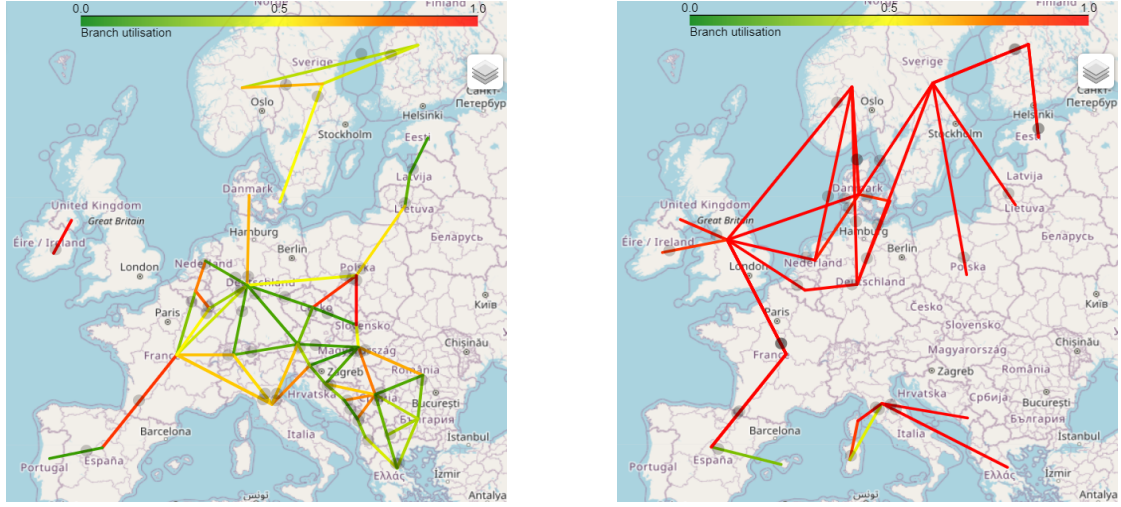 0.0 0.5 1.0
Branch utilisation
Sverige
Oslo
Санкт-
Петербург
Helsinki
Stockholm
Eesti
Latvija
Danmark
Lietuva
United Kingdom
Great Britain
Éire / Ireland
Hamburg
Беларусь
Berlin
Nederland
London
Polska
Deutschland
Київ
Paris
Česko
Slovensko
Chișinău
France
Magyarország
Zagreb
România
Hrvatska
București
България
Barcelona
Italia
İstanbul
Portugal
España
Ελλάς
İzmir
تونس
Antalya
0.0 0.5 1.0
Branch utilisation
Sverige
Oslo
Санкт-
Петербург
Helsinki
Stockholm
Eesti
Latvija
Danmark
Lietuva
United Kingdom
Great Britain
Éire / Ireland
Hamburg
Беларусь
Berlin
Nederland
London
Polska
Deutschland
Київ
Paris
Česko
Slovensko
Chișinău
France
Magyarország
Zagreb
România
Hrvatska
Србија
București
България
Barcelona
Italia
İstanbul
Portugal
España
Ελλάς
İzmir
تونس
Antalya